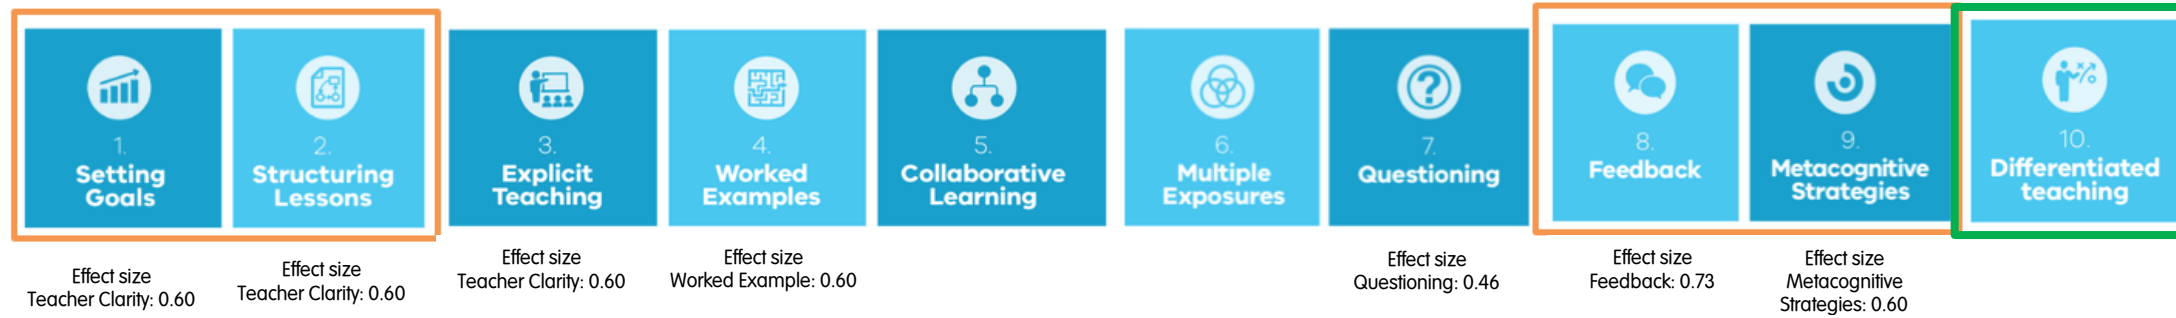 1.
Setting
Goals
Effect size
Teacher Clarity: 0.60
2.
Structuring
Lessons
Effect size
Teacher Clarity: 0.60
3.
Explicit
Teaching
Effect size
Teacher Clarity: 0.60
4.
Worked
Examples
Effect size
Worked Example: 0.60
5.
Collaborative
Learning
6.
Multiple
Exposures
7.
Questioning
Effect size
Questioning: 0.46
8.
Feedback
Effect size
Feedback: 0.73
9.
Metacognitive
Strategies
Effect size
Metacognitive
Strategies: 0.60
10.
Differentiated
teaching